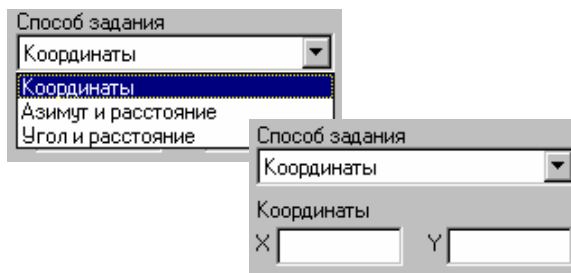 Способ задания
Координаты
Координаты
Азимут и расстояние
Угол и расстояние
Способ задания
Координаты
Координаты
X Y